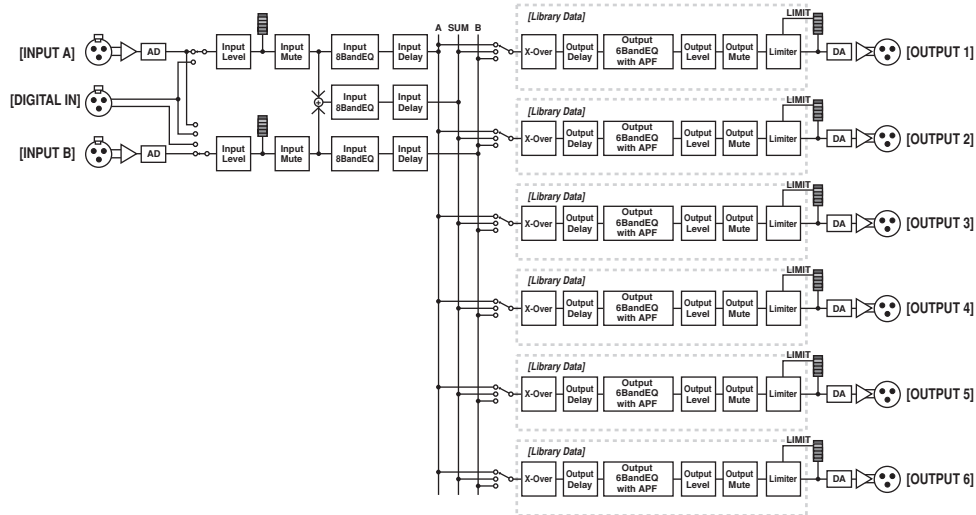 A SUM B
[INPUT A]
AD
Input Level
Input Mute
Input 8BandEQ
Input Delay
[DIGITAL IN]
Input 8BandEQ
Input Delay
[INPUT B]
AD
Input Level
Input Mute
Input 8BandEQ
Input Delay
[Library Data]
LIMIT
X-Over
Output Delay
Output 6BandEQ with APF
Output Level
Output Mute
Limiter
DA
[OUTPUT 1]
[Library Data]
LIMIT
X-Over
Output Delay
Output 6BandEQ with APF
Output Level
Output Mute
Limiter
DA
[OUTPUT 2]
[Library Data]
LIMIT
X-Over
Output Delay
Output 6BandEQ with APF
Output Level
Output Mute
Limiter
DA
[OUTPUT 3]
[Library Data]
LIMIT
X-Over
Output Delay
Output 6BandEQ with APF
Output Level
Output Mute
Limiter
DA
[OUTPUT 4]
[Library Data]
LIMIT
X-Over
Output Delay
Output 6BandEQ with APF
Output Level
Output Mute
Limiter
DA
[OUTPUT 5]
[Library Data]
LIMIT
X-Over
Output Delay
Output 6BandEQ with APF
Output Level
Output Mute
Limiter
DA
[OUTPUT 6]